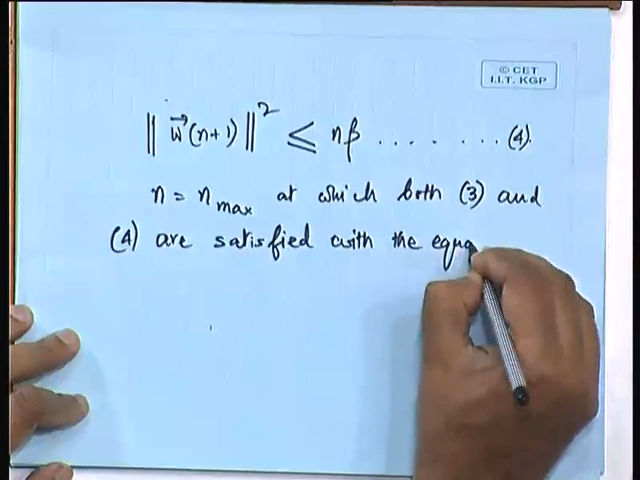 © CET
I.I.T. KGP
‖ w⃗(n+1) ‖² ≤ nβ ........ (4).
n = n_max at which both (3) and
(4) are satisfied with the equa